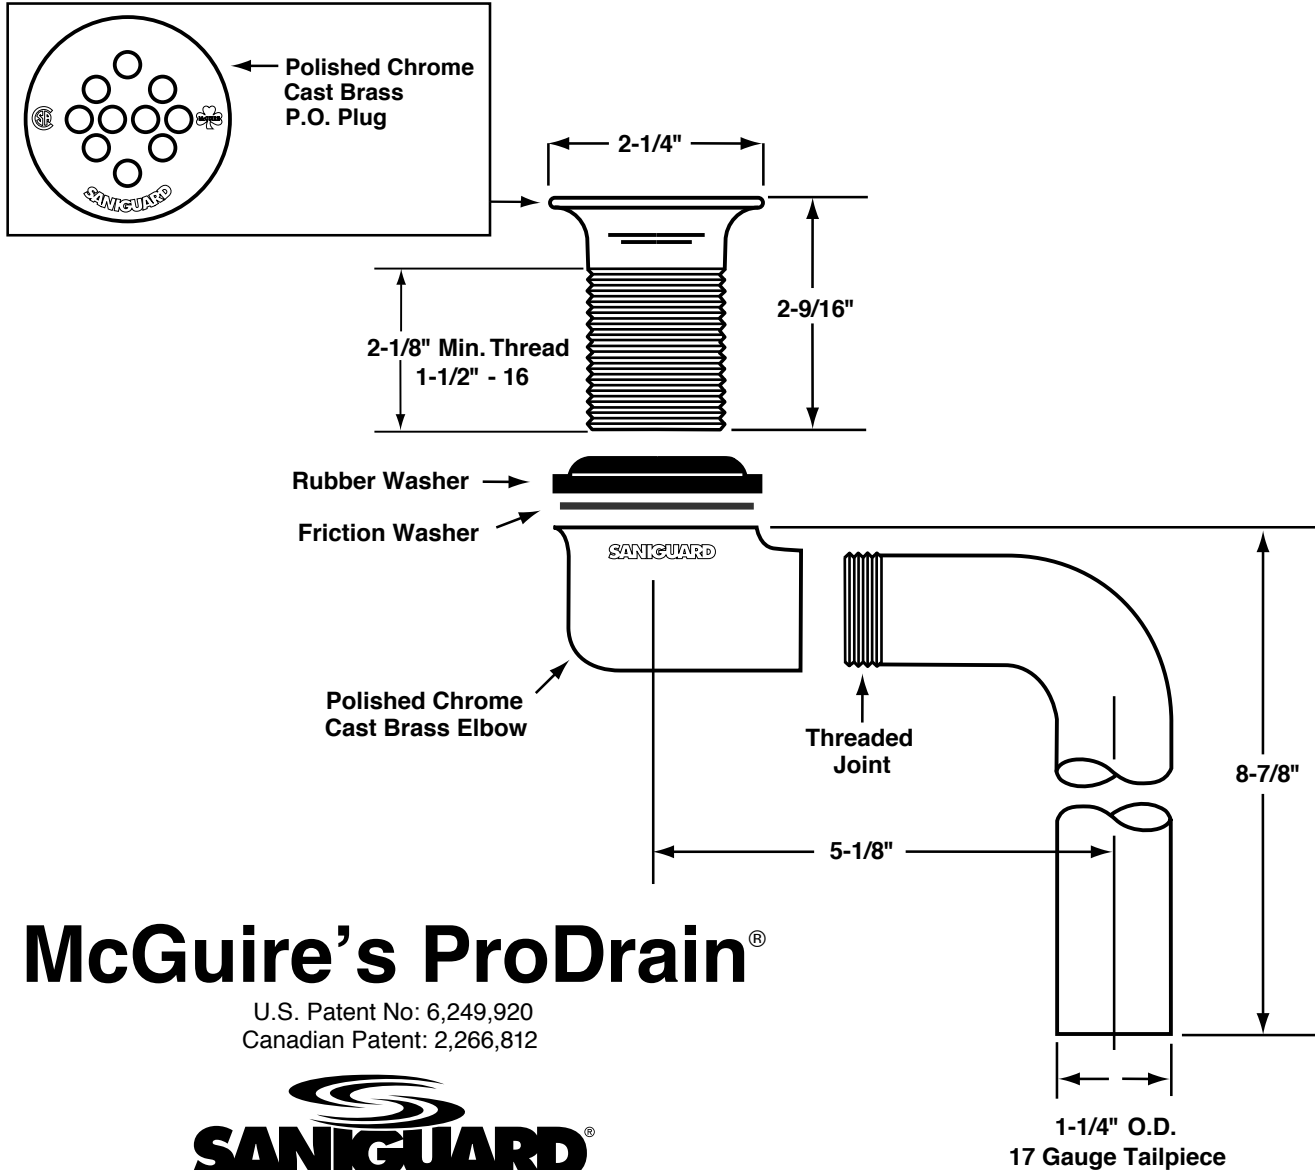 Polished Chrome
Cast Brass
P.O. Plug
SANIGUARD
2-1/4"
2-9/16"
2-1/8" Min. Thread
1-1/2" - 16
Rubber Washer
Friction Washer
SANIGUARD
Polished Chrome
Cast Brass Elbow
Threaded
Joint
8-7/8"
5-1/8"
McGuire's ProDrain®
U.S. Patent No: 6,249,920
Canadian Patent: 2,266,812
SANIGUARD®
1-1/4" O.D.
17 Gauge Tailpiece